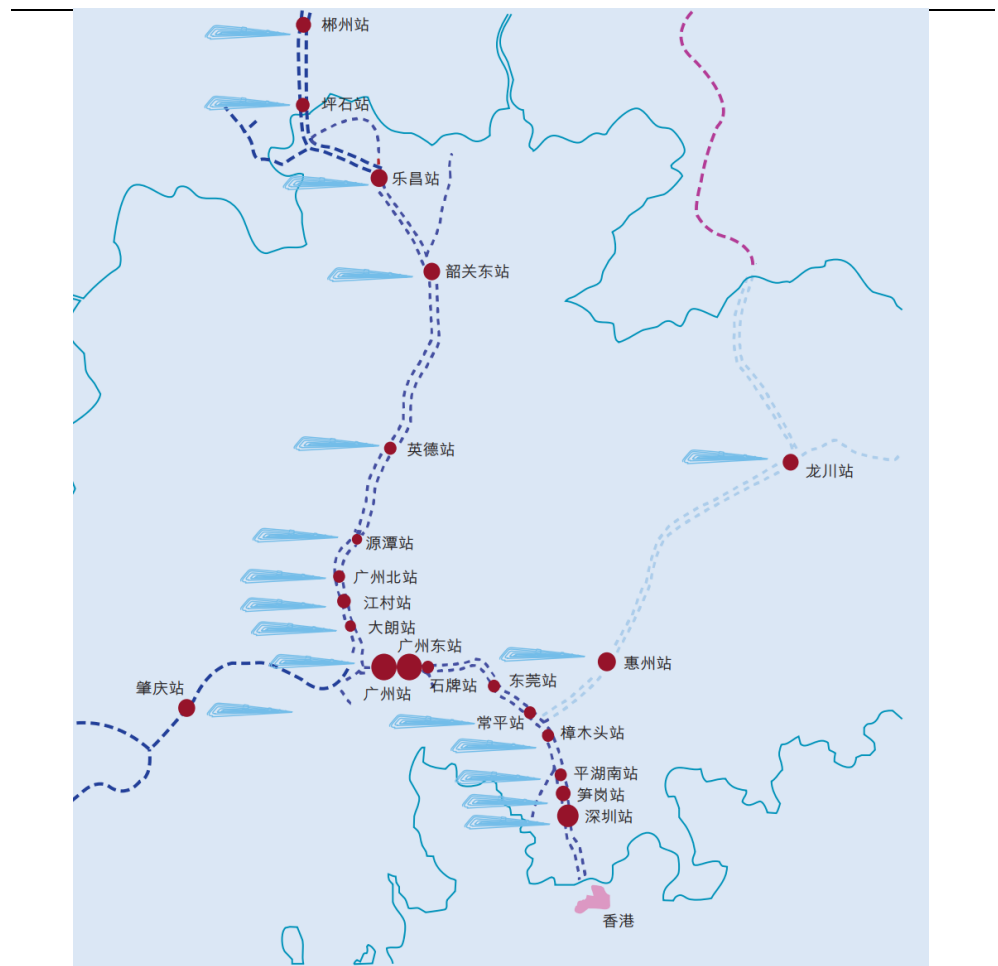 郴州站
坪石站
乐昌站
韶关东站
英德站
龙川站
源潭站
广州北站
江村站
大朗站
广州东站
惠州站
石牌站
东莞站
肇庆站
广州站
常平站
樟木头站
平湖南站
笋岗站
深圳站
香港